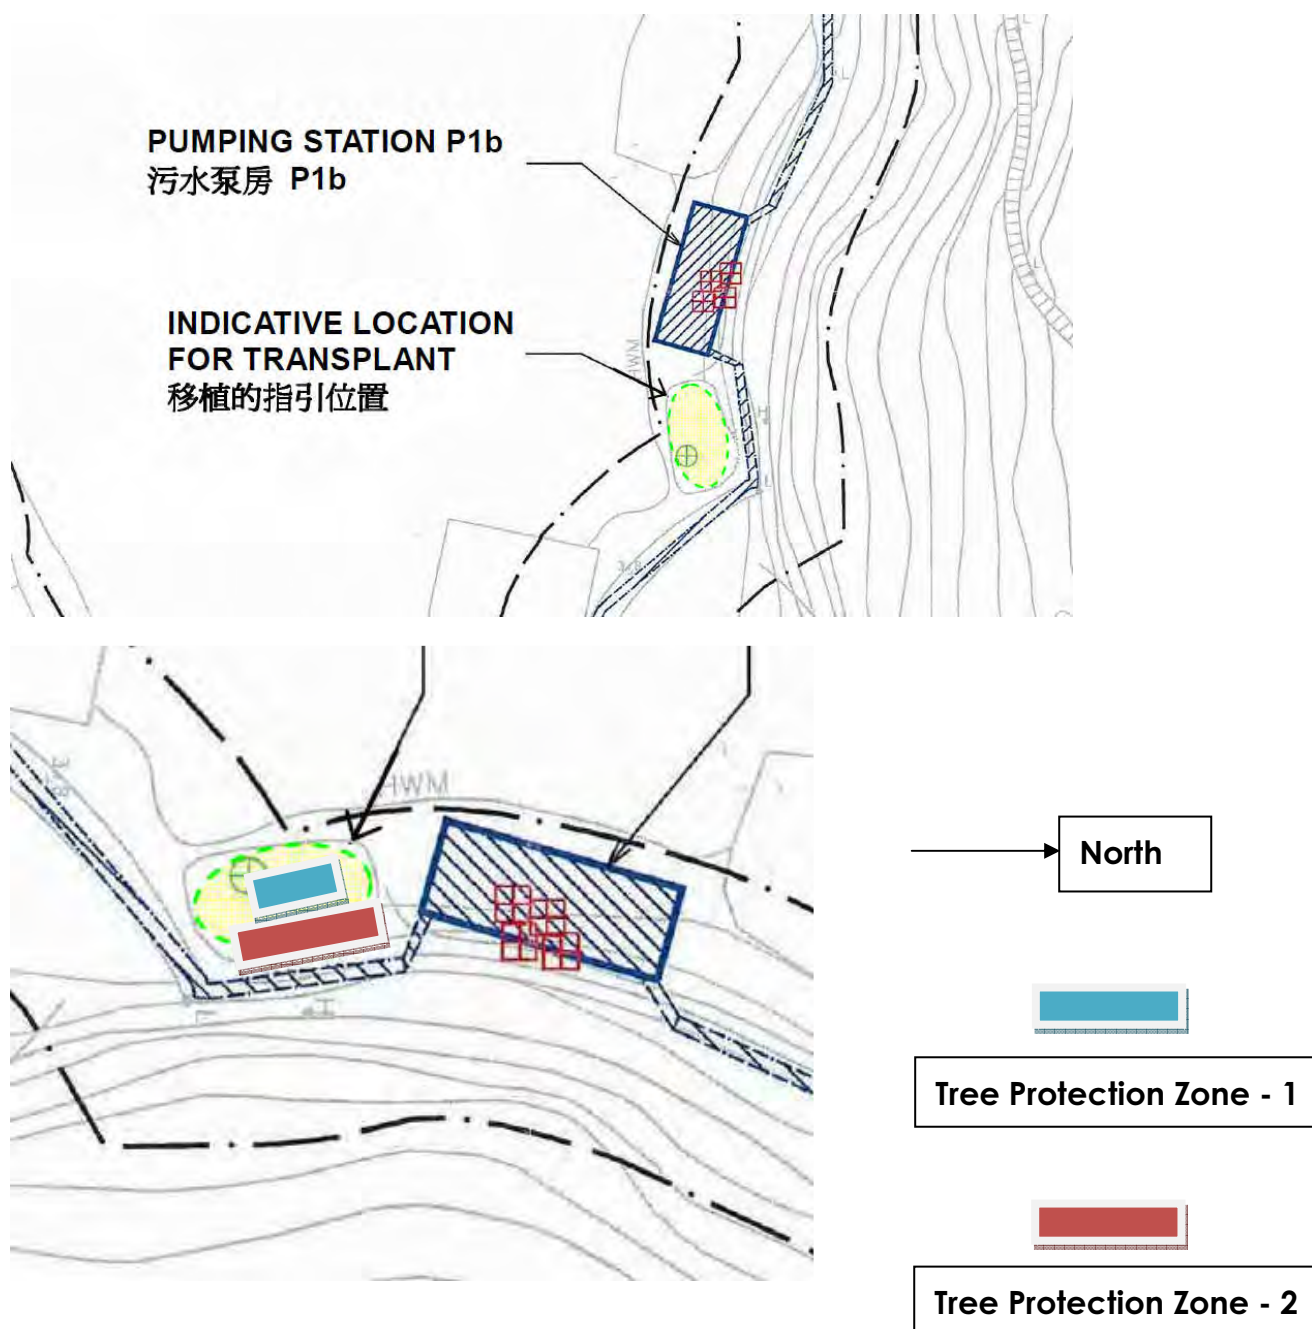 PUMPING STATION P1b
污水泵房 P1b
INDICATIVE LOCATION
FOR TRANSPLANT
移植的指引位置
HWM
L
L
H
L
HWM
L
H
North
Tree Protection Zone - 1
Tree Protection Zone - 2